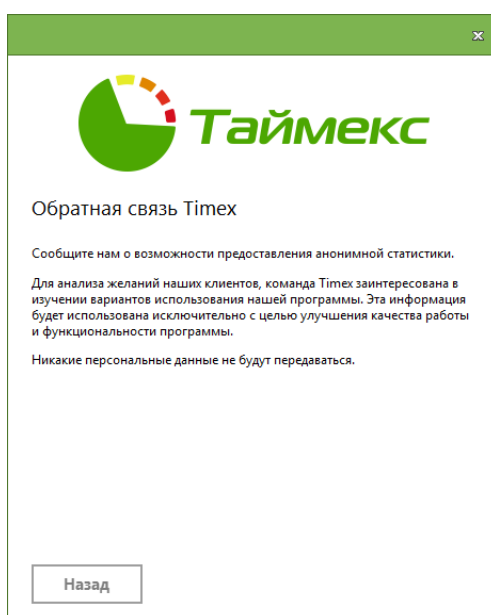 Таймекс
Обратная связь Timex
Сообщите нам о возможности предоставления анонимной статистики.
Для анализа желаний наших клиентов, команда Timex заинтересована в
изучении вариантов использования нашей программы. Эта информация
будет использована исключительно с целью улучшения качества работы
и функциональности программы.
Никакие персональные данные не будут передаваться.
Назад